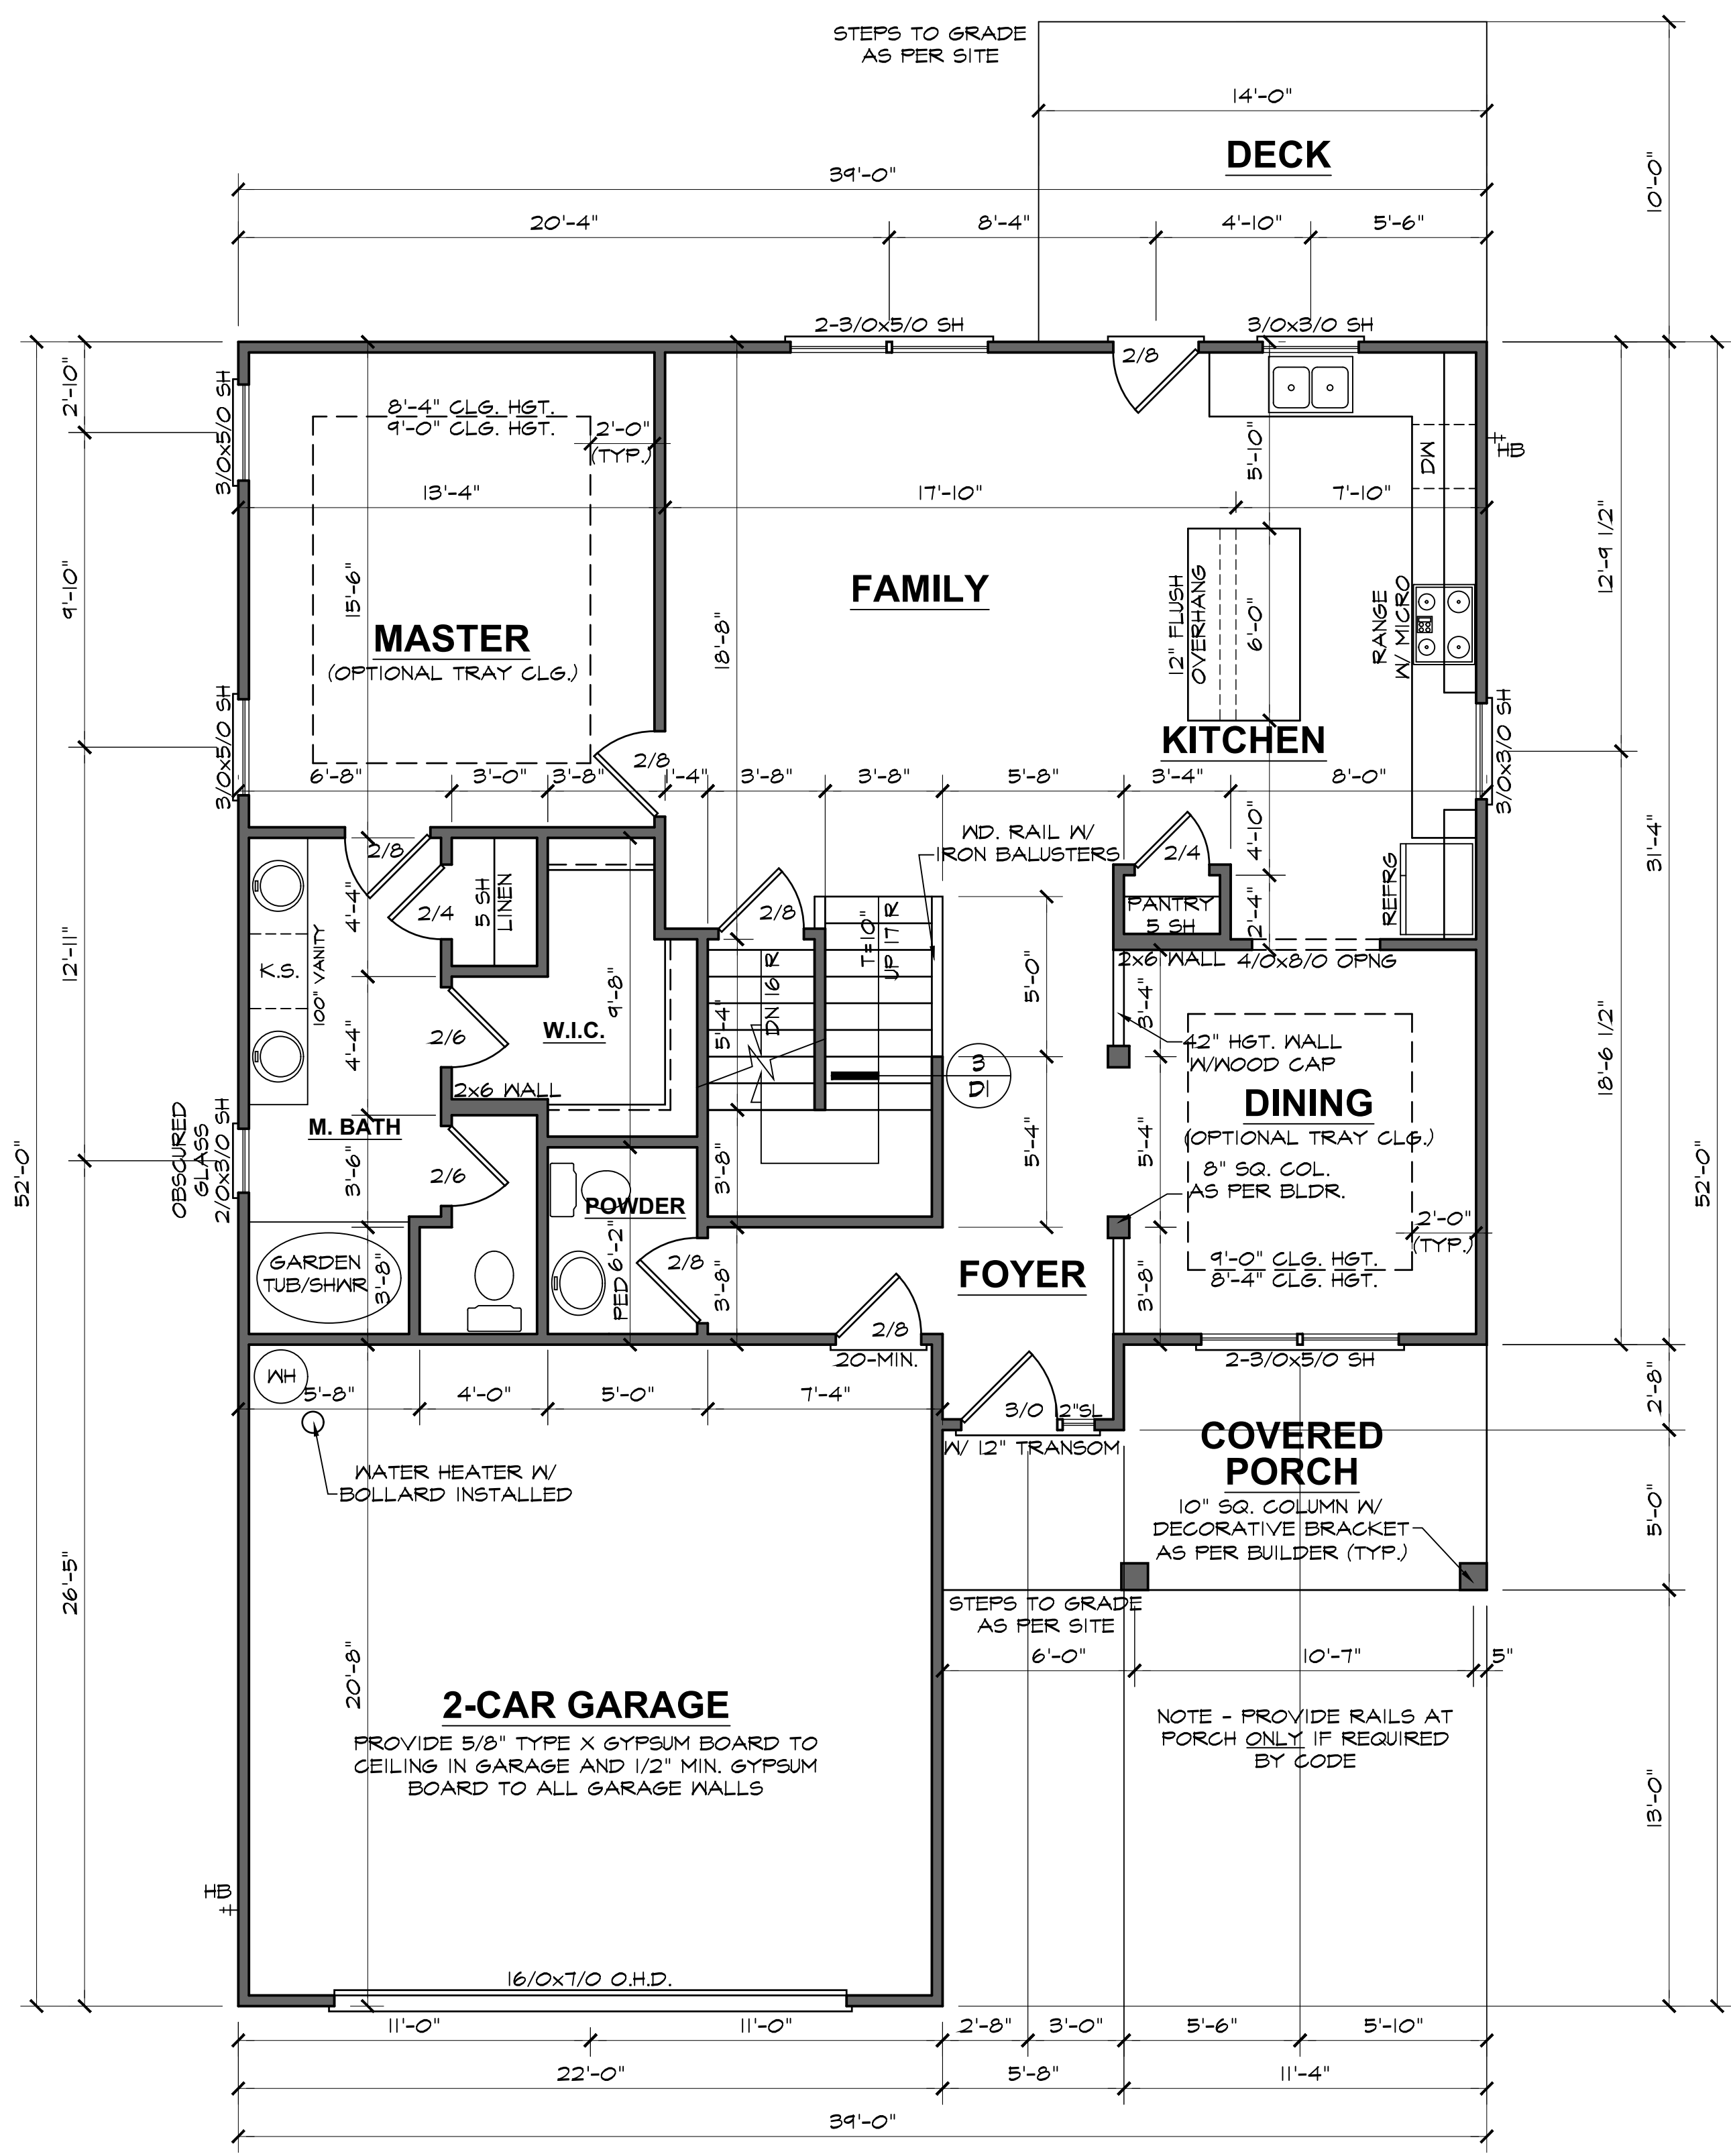 STEPS TO GRADE
AS PER SITE
14'-0"
DECK
10'-0"
39'-0"
20'-4"
8'-4"
4'-10"
5'-6"
2-3/0x5/0 SH
3/0x3/0 SH
2/8
2'-10"
3/0x5/0 SH
8'-4" CLG. HGT.
9'-0" CLG. HGT.
2'-0"
(TYP.)
5'-10"
DW
HB
13'-4"
17'-10"
7'-10"
9'-10"
15'-6"
MASTER
(OPTIONAL TRAY CLG.)
18'-8"
FAMILY
12" FLUSH
OVERHANG
6'-0"
RANGE
W/ MICRO
12'-9 1/2"
KITCHEN
3/0x5/0 SH
3/0x3/0 SH
2/8
6'-8"
3'-0"
3'-8"
1'-4"
3'-8"
3'-8"
5'-8"
3'-4"
8'-0"
31'-4"
WD. RAIL W/
IRON BALUSTERS
2/8
2/4
4'-4"
5 SH
LINEN
2/8
T=10"
UP 17 R
DN 16 R
2/4
4'-10"
2'-4"
PANTRY
5 SH
REFRG
2x6 WALL
4/0x8/0 OPNG
12'-11"
K.S.
100" VANITY
4'-4"
2/6
W.I.C.
9'-8"
5'-4"
5'-0"
3'-4"
42" HGT. WALL
W/WOOD CAP
3
D1
2x6 WALL
DINING
(OPTIONAL TRAY CLG.)
18'-6 1/2"
52'-0"
52'-0"
OBSCURED
GLASS
2/0x3/0 SH
M. BATH
3'-6"
2/6
POWDER
3'-8"
5'-4"
5'-4"
8" SQ. COL.
AS PER BLDR.
2'-0"
(TYP.)
GARDEN
TUB/SHWR
3'-8"
PED
6'-2"
2/8
3'-8"
FOYER
3'-8"
9'-0" CLG. HGT.
8'-4" CLG. HGT.
2/8
20-MIN.
2-3/0x5/0 SH
WH
5'-8"
4'-0"
5'-0"
7'-4"
3/0
12"SL
W/ 12" TRANSOM
2'-8"
COVERED
PORCH
WATER HEATER W/
BOLLARD INSTALLED
10" SQ. COLUMN W/
DECORATIVE BRACKET
AS PER BUILDER (TYP.)
5'-0"
26'-5"
STEPS TO GRADE
AS PER SITE
6'-0"
10'-7"
5"
20'-8"
2-CAR GARAGE
PROVIDE 5/8" TYPE X GYPSUM BOARD TO
CEILING IN GARAGE AND 1/2" MIN. GYPSUM
BOARD TO ALL GARAGE WALLS
NOTE - PROVIDE RAILS AT
PORCH ONLY IF REQUIRED
BY CODE
13'-0"
HB
16/0x7/0 O.H.D.
11'-0"
11'-0"
2'-8"
3'-0"
5'-6"
5'-10"
22'-0"
5'-8"
11'-4"
39'-0"